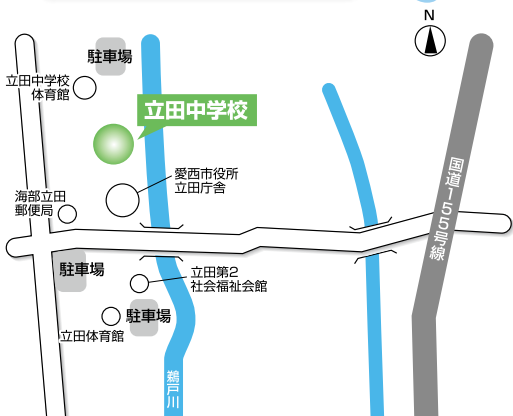 N
駐車場
立田中学校
体育館
立田中学校
愛西市役所
立田庁舎
国道155号線
海部立田
郵便局
駐車場
立田第2
社会福祉会館
駐車場
立田体育館
鵜戸川